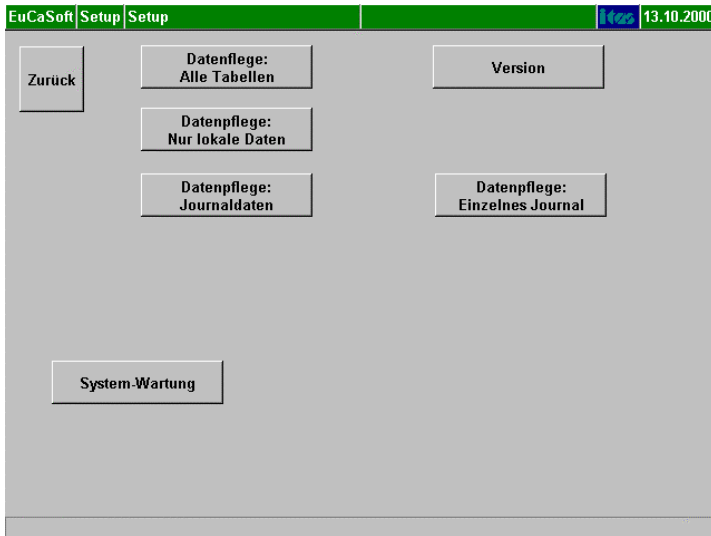 EuCaSoft Setup Setup itas 13.10.2000
Zurück
Datenflege:
Alle Tabellen
Version
Datenpflege:
Nur lokale Daten
Datenpflege:
Journaldaten
Datenpflege:
Einzelnes Journal
System-Wartung